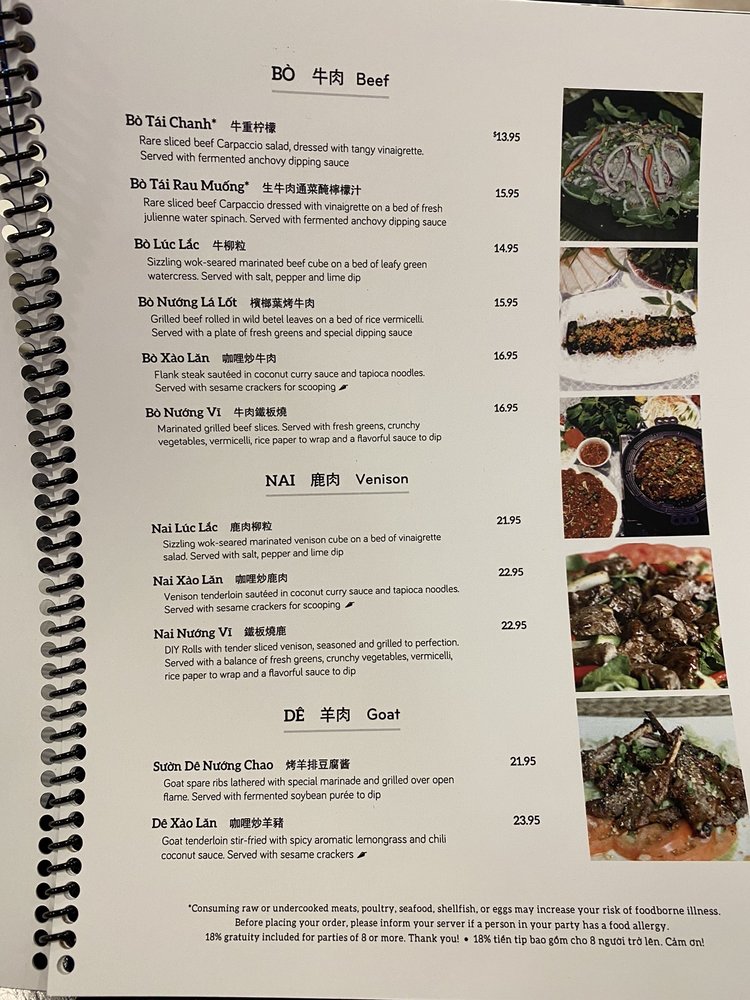 BÒ 牛肉 Beef
Bò Tái Chanh* 牛重柠檬
$13.95
Rare sliced beef Carpaccio salad, dressed with tangy vinaigrette.
Served with fermented anchovy dipping sauce
Bò Tái Rau Muống* 生牛肉通菜醃檸檬汁
15.95
Rare sliced beef Carpaccio dressed with vinaigrette on a bed of fresh
julienne water spinach. Served with fermented anchovy dipping sauce
Bò Lúc Lắc 牛柳粒
14.95
Sizzling wok-seared marinated beef cube on a bed of leafy green
watercress. Served with salt, pepper and lime dip
Bò Nướng Lá Lốt 檳榔葉烤牛肉
15.95
Grilled beef rolled in wild betel leaves on a bed of rice vermicelli.
Served with a plate of fresh greens and special dipping sauce
Bò Xào Lăn 咖哩炒牛肉
16.95
Flank steak sautéed in coconut curry sauce and tapioca noodles.
Served with sesame crackers for scooping
Bò Nướng Vĩ 牛肉鐵板燒
16.95
Marinated grilled beef slices. Served with fresh greens, crunchy
vegetables, vermicelli, rice paper to wrap and a flavorful sauce to dip
NAI 鹿肉 Venison
Nai Lúc Lắc 鹿肉柳粒
21.95
Sizzling wok-seared marinated venison cube on a bed of vinaigrette
salad. Served with salt, pepper and lime dip
Nai Xào Lăn 咖哩炒鹿肉
22.95
Venison tenderloin sautéed in coconut curry sauce and tapioca noodles.
Served with sesame crackers for scooping
Nai Nướng Vĩ 鐵板燒鹿
22.95
DIY Rolls with tender sliced venison, seasoned and grilled to perfection.
Served with a balance of fresh greens, crunchy vegetables, vermicelli,
rice paper to wrap and a flavorful sauce to dip
DÊ 羊肉 Goat
Sườn Dê Nướng Chao 烤羊排豆腐醬
21.95
Goat spare ribs lathered with special marinade and grilled over open
flame. Served with fermented soybean purée to dip
Dê Xào Lăn 咖哩炒羊豬
23.95
Goat tenderloin stir-fried with spicy aromatic lemongrass and chili
coconut sauce. Served with sesame crackers
*Consuming raw or undercooked meats, poultry, seafood, shellfish, or eggs may increase your risk of foodborne illness.
Before placing your order, please inform your server if a person in your party has a food allergy.
18% gratuity included for parties of 8 or more. Thank you! • 18% tiền tip bao gồm cho 8 người trở lên. Cảm ơn!